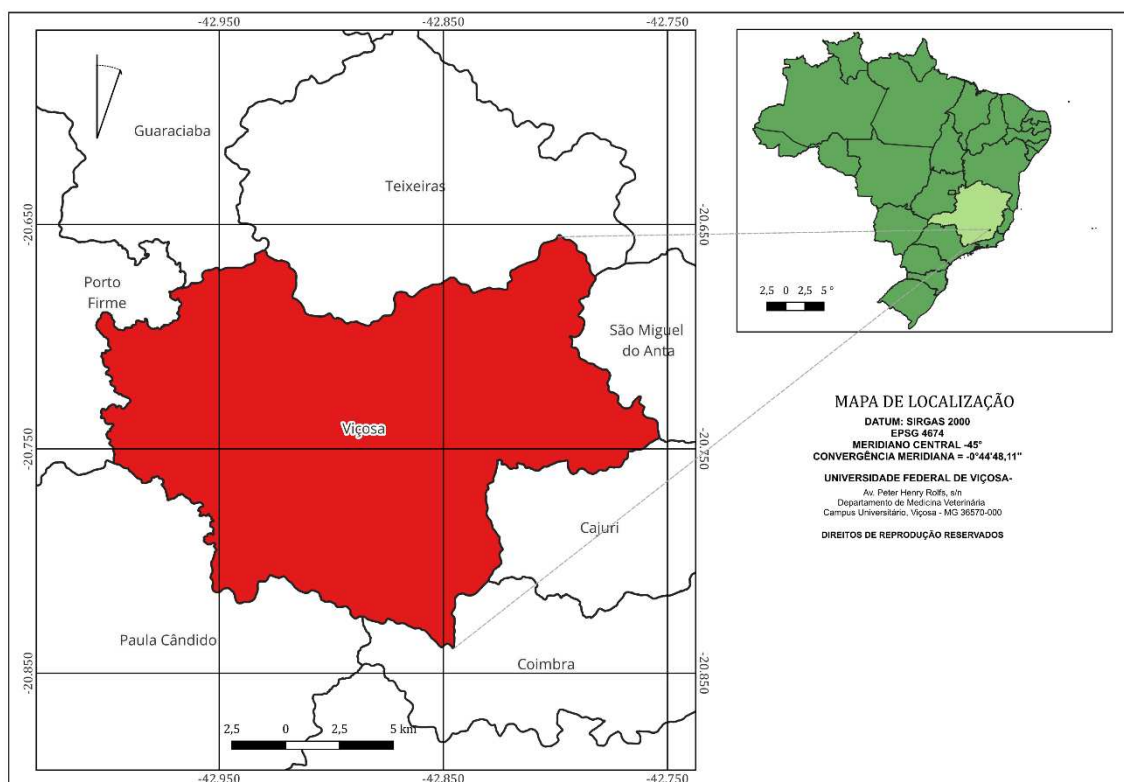 -42.950
-42.850
Guaraciaba
Teixeiras
-20.650
-20.650
Porto
Firme
São Miguel
do Anta
Viçosa
-20.750
-20.750
Cajuri
Paula Cândido
Coimbra
-20.850
-20.850
2,5 0 2,5 5 km
-42.950
-42.850
-42.750
2,5 0 2,5 5 °
MAPA DE LOCALIZAÇÃO
DATUM: SIRGAS 2000
EPSG 4674
MERIDIANO CENTRAL -45°
CONVERGÊNCIA MERIDIANA = -0°44'48,11"
UNIVERSIDADE FEDERAL DE VIÇOSA-
Av. Peter Henry Rolfs, s/n
Departamento de Medicina Veterinária
Campus Universitário, Viçosa - MG 36570-000
DIREITOS DE REPRODUÇÃO RESERVADOS
-42.750